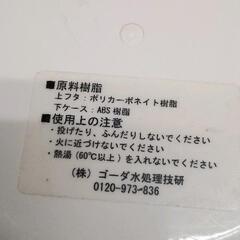 ■原料樹脂
上フタ：ポリカーボネイト樹脂
下ケース：ABS樹脂
■使用上の注意
・投げたり、ふんだりしないでください
・火に近づけないでください
・熱湯(60℃以上)を入れないでください
(株) ゴーダ水処理技研
0120-973-836